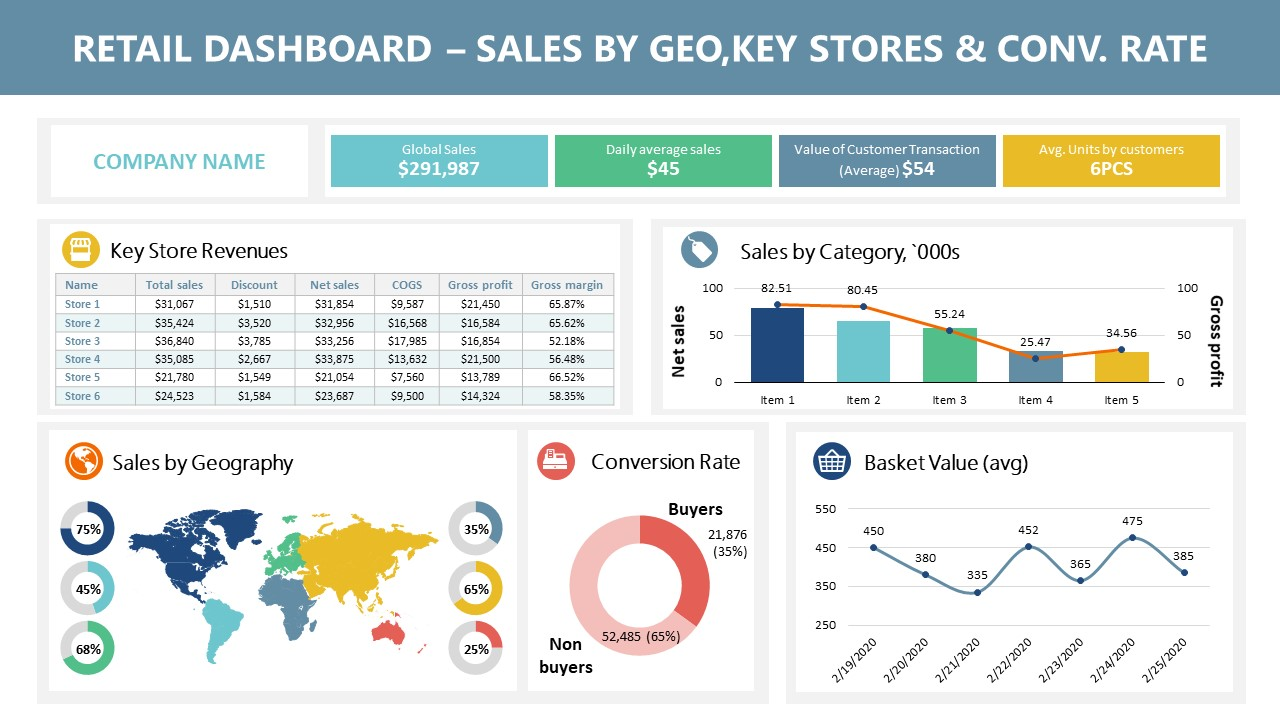 RETAIL DASHBOARD – SALES BY GEO,KEY STORES & CONV. RATE
COMPANY NAME
Global Sales
$291,987
Daily average sales
$45
Value of Customer Transaction
(Average) $54
Avg. Units by customers
6PCS
Key Store Revenues
Name Total sales Discount Net sales COGS Gross profit Gross margin
Store 1 $31,067 $1,510 $31,854 $9,587 $21,450 65.87%
Store 2 $35,424 $3,520 $32,956 $16,568 $16,584 65.62%
Store 3 $36,840 $3,785 $33,256 $17,985 $16,854 52.18%
Store 4 $35,085 $2,667 $33,875 $13,632 $21,500 56.48%
Store 5 $21,780 $1,549 $21,054 $7,560 $13,789 66.52%
Store 6 $24,523 $1,584 $23,687 $9,500 $14,324 58.35%
Sales by Category, `000s
Net sales
100
50
0
82.51
80.45
55.24
25.47
34.56
100
50
0
Gross profit
Item 1 Item 2 Item 3 Item 4 Item 5
Sales by Geography
75%
45%
68%
35%
65%
25%
Conversion Rate
Buyers
21,876
(35%)
52,485 (65%)
Non
buyers
Basket Value (avg)
550
450
350
250
450
380
335
452
365
475
385
2/19/2020
2/20/2020
2/21/2020
2/22/2020
2/23/2020
2/24/2020
2/25/2020